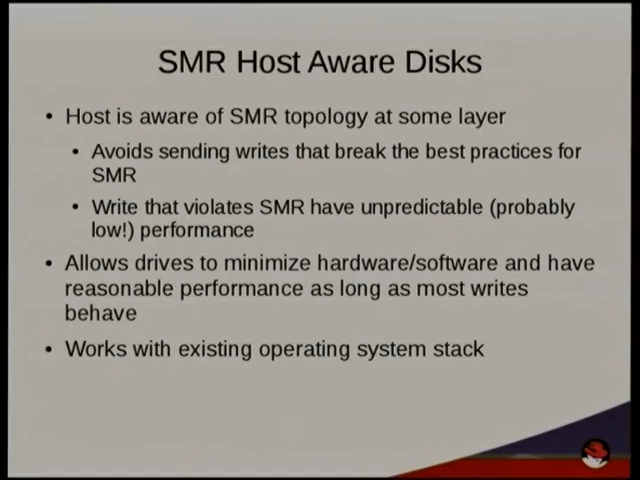 SMR Host Aware Disks
• Host is aware of SMR topology at some layer
• Avoids sending writes that break the best practices for
SMR
• Write that violates SMR have unpredictable (probably
low!) performance
• Allows drives to minimize hardware/software and have
reasonable performance as long as most writes
behave
• Works with existing operating system stack